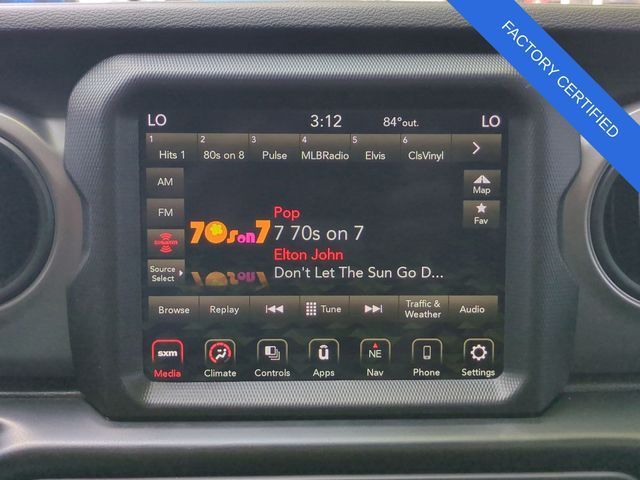 FACTORY CERTIFIED
LO 3:12 84° out. LO
1 2 3 4 5 6
Hits 1 80s on 8 Pulse MLBRadio Elvis ClsVinyl >
AM
FM
SiriusXM
Source
Select
Map
Fav
70s on 7
Pop
7 70s on 7
Elton John
Don't Let The Sun Go D...
Browse Replay Tune Traffic & Weather Audio
sxm u NE
Media Climate Controls Apps Nav Phone Settings